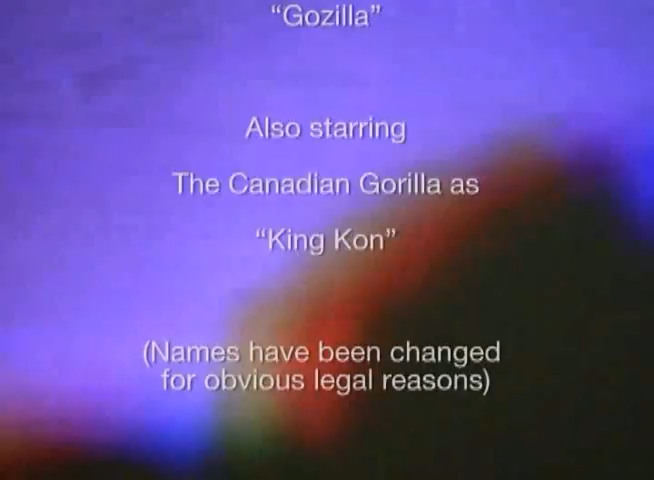 “Gozilla”
Also starring
The Canadian Gorilla as
“King Kon”
(Names have been changed
for obvious legal reasons)